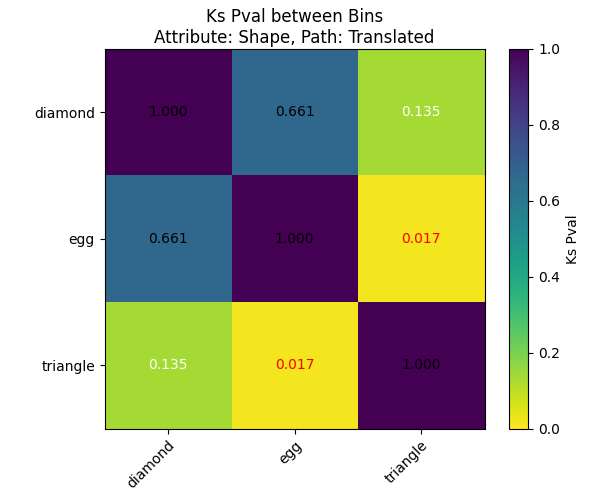 Ks Pval between Bins
Attribute: Shape, Path: Translated
diamond 1.000 0.661 0.135
egg 0.661 1.000 0.017
triangle 0.135 0.017 1.000
diamond egg triangle
1.0
0.8
0.6
0.4
0.2
0.0
Ks Pval